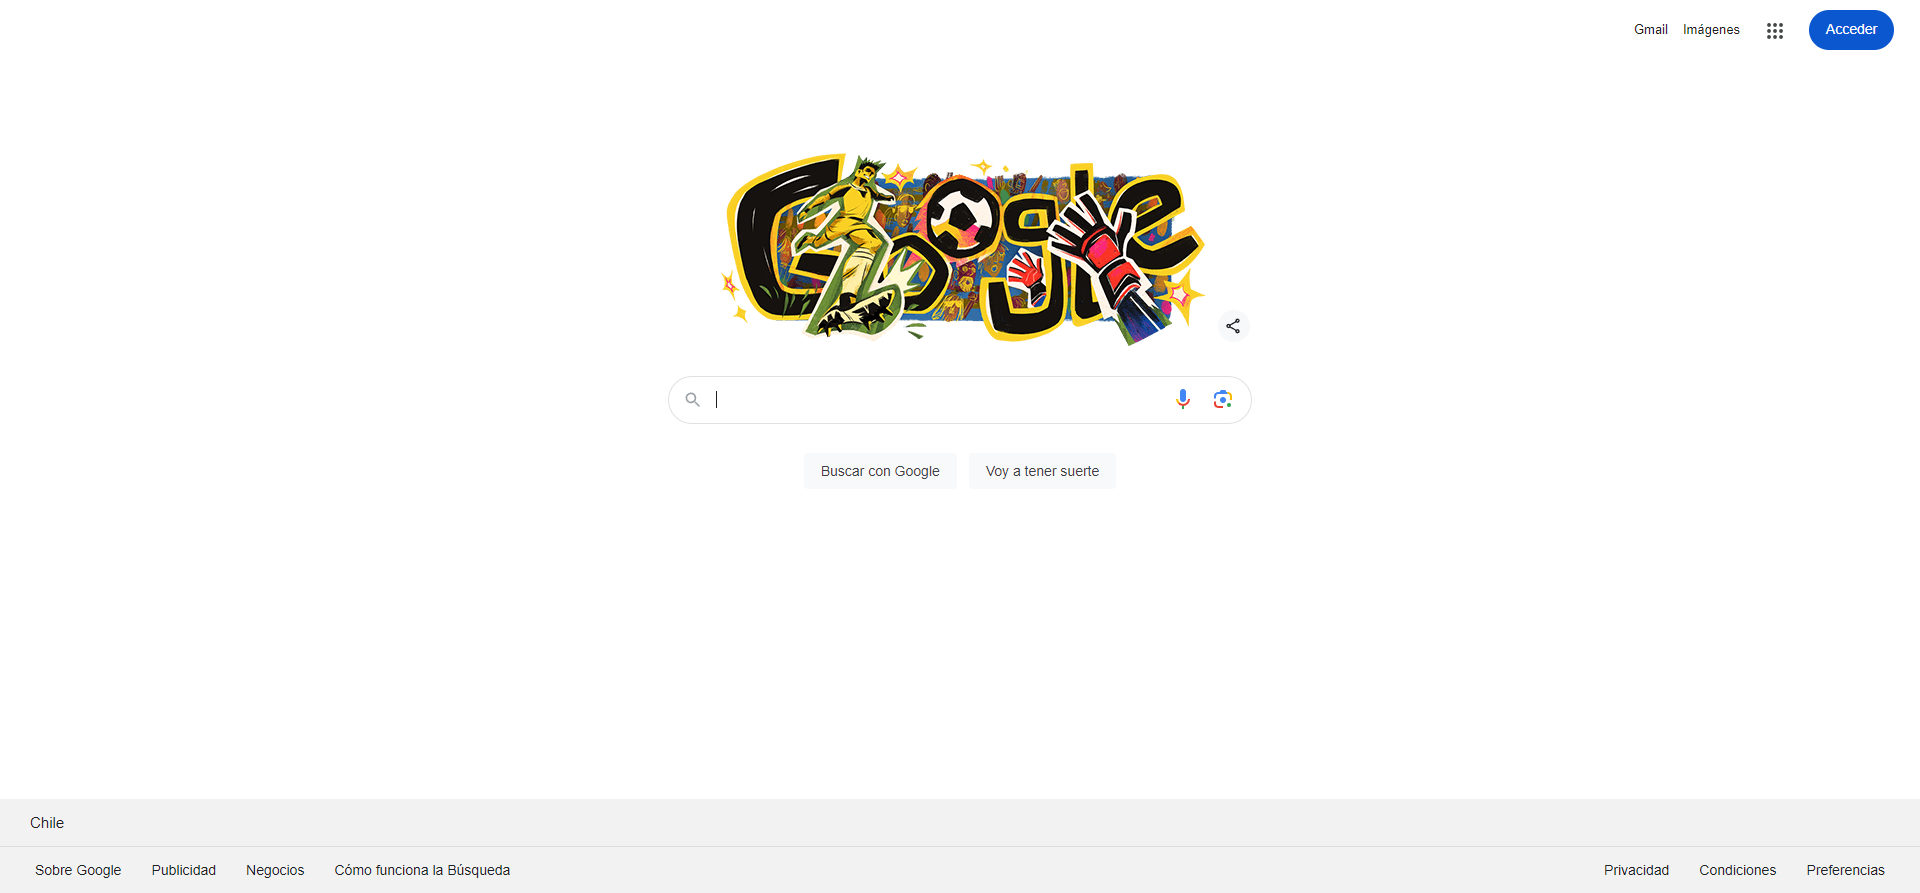 Gmail Imágenes Acceder
Google
Buscar con Google Voy a tener suerte
Chile
Sobre Google Publicidad Negocios Cómo funciona la Búsqueda Privacidad Condiciones Preferencias